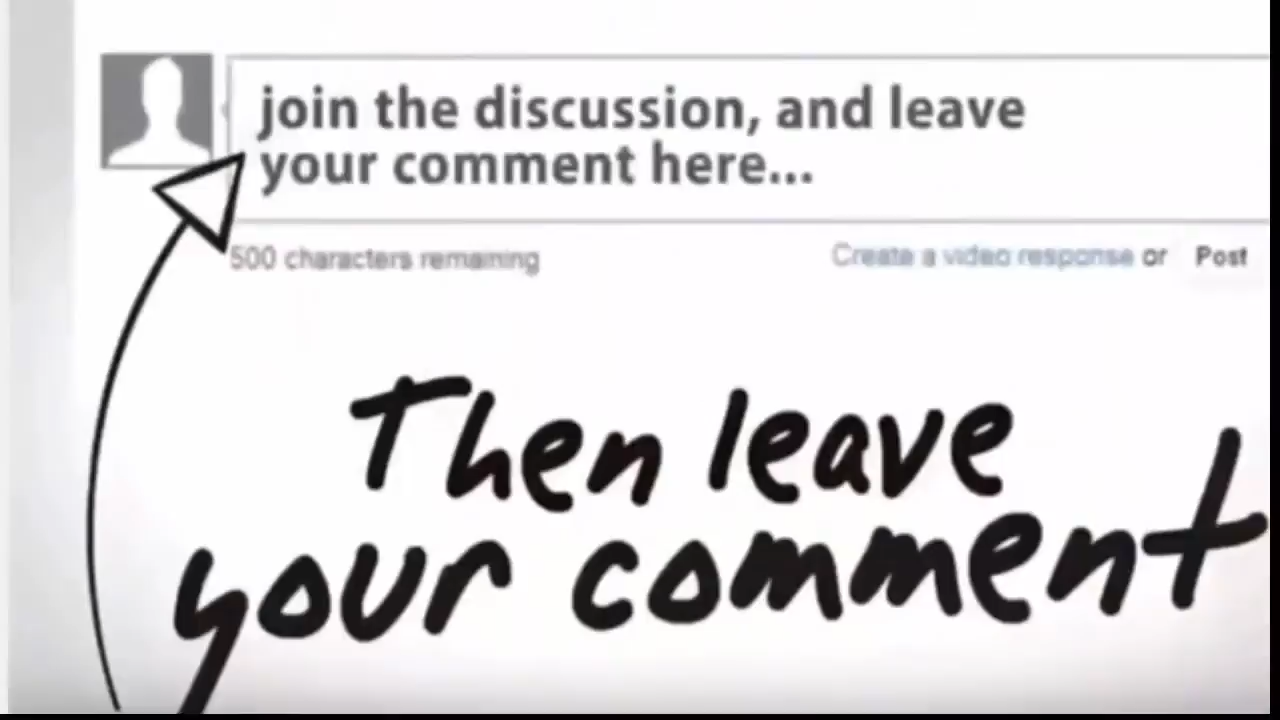 join the discussion, and leave
your comment here...
500 characters remaining
Create a video response or Post
Then leave
your comment